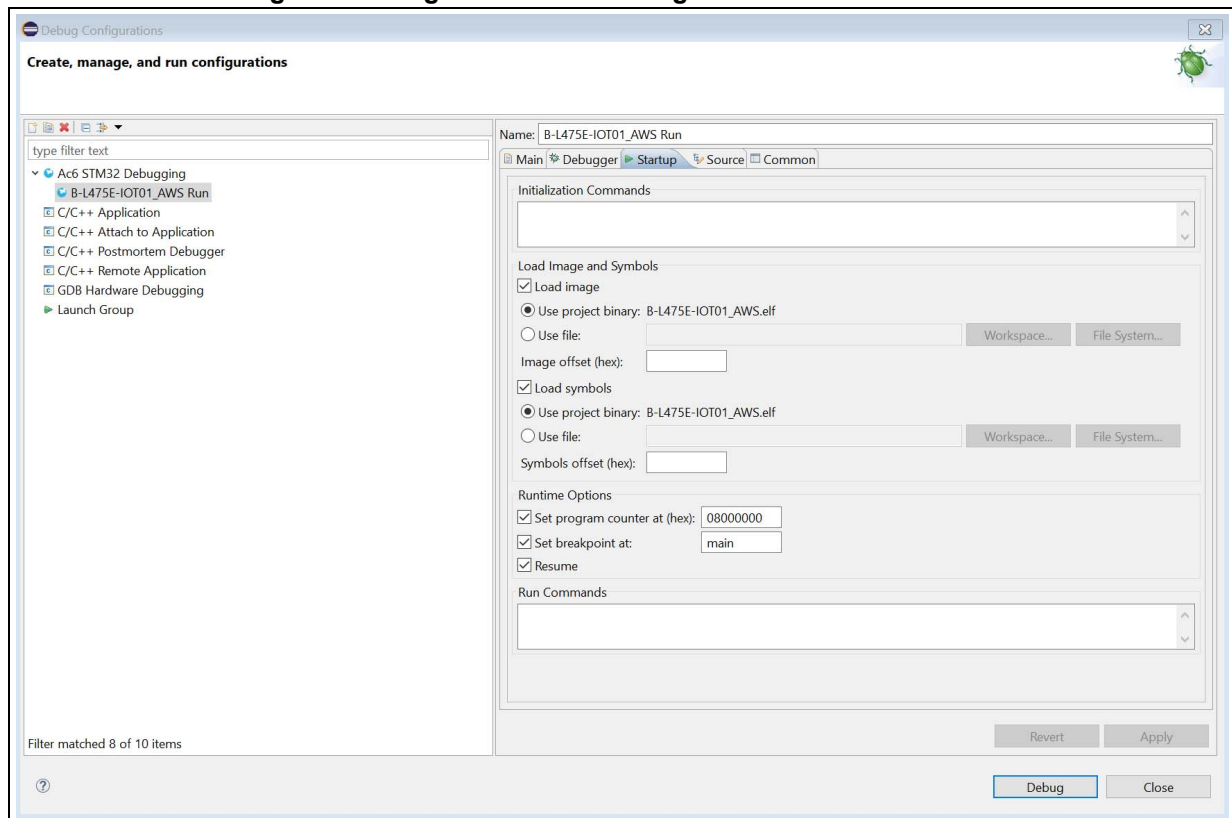 Debug Configurations
Create, manage, and run configurations
type filter text
Ac6 STM32 Debugging
B-L475E-IOT01_AWS Run
C/C++ Application
C/C++ Attach to Application
C/C++ Postmortem Debugger
C/C++ Remote Application
GDB Hardware Debugging
Launch Group
Filter matched 8 of 10 items
Name: B-L475E-IOT01_AWS Run
Main Debugger Startup Source Common
Initialization Commands
Load Image and Symbols
Load image
Use project binary: B-L475E-IOT01_AWS.elf
Use file: Workspace... File System...
Image offset (hex):
Load symbols
Use project binary: B-L475E-IOT01_AWS.elf
Use file: Workspace... File System...
Symbols offset (hex):
Runtime Options
Set program counter at (hex): 08000000
Set breakpoint at: main
Resume
Run Commands
Revert Apply
Debug Close